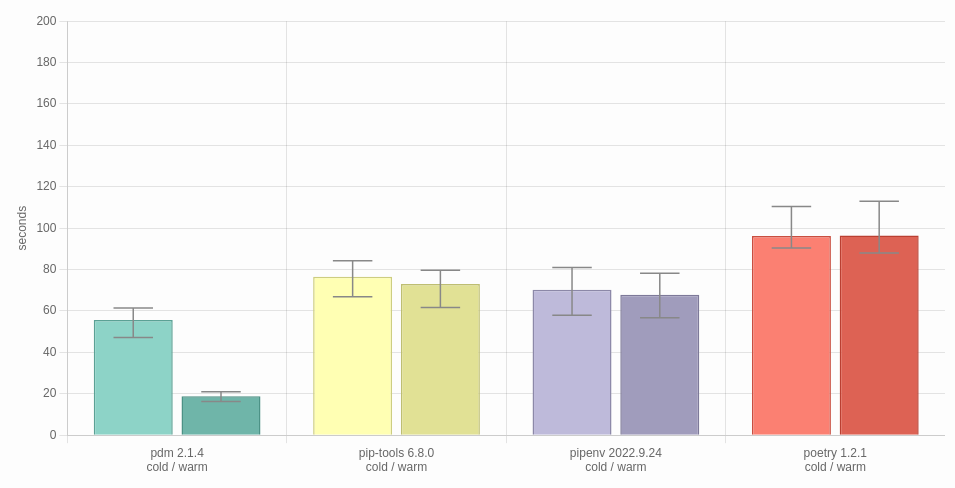 200
180
160
140
120
100
80
60
40
20
0
seconds
pdm 2.1.4
cold / warm
pip-tools 6.8.0
cold / warm
pipenv 2022.9.24
cold / warm
poetry 1.2.1
cold / warm